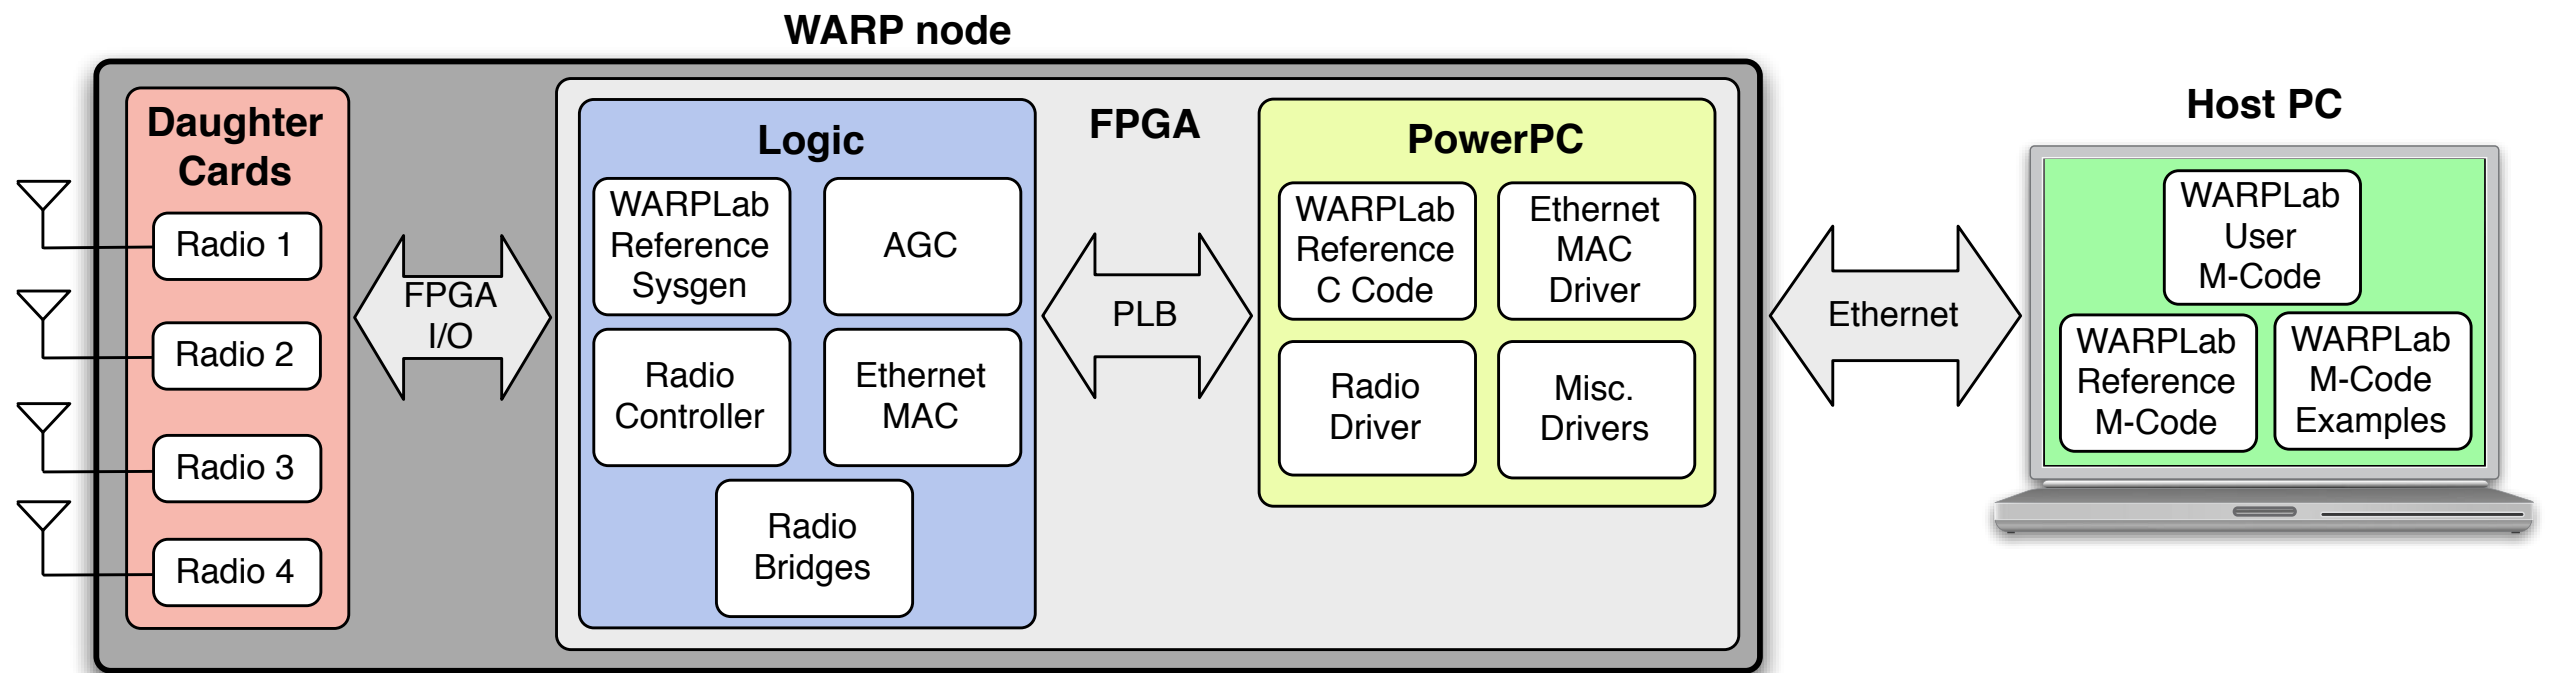 WARP node
Daughter
Cards
Radio 1
Radio 2
Radio 3
Radio 4
FPGA
I/O
FPGA
Logic
WARPLab
Reference
Sysgen
AGC
Radio
Controller
Ethernet
MAC
Radio
Bridges
PLB
PowerPC
WARPLab
Reference
C Code
Ethernet
MAC
Driver
Radio
Driver
Misc.
Drivers
Ethernet
Host PC
WARPLab
User
M-Code
WARPLab
Reference
M-Code
WARPLab
M-Code
Examples